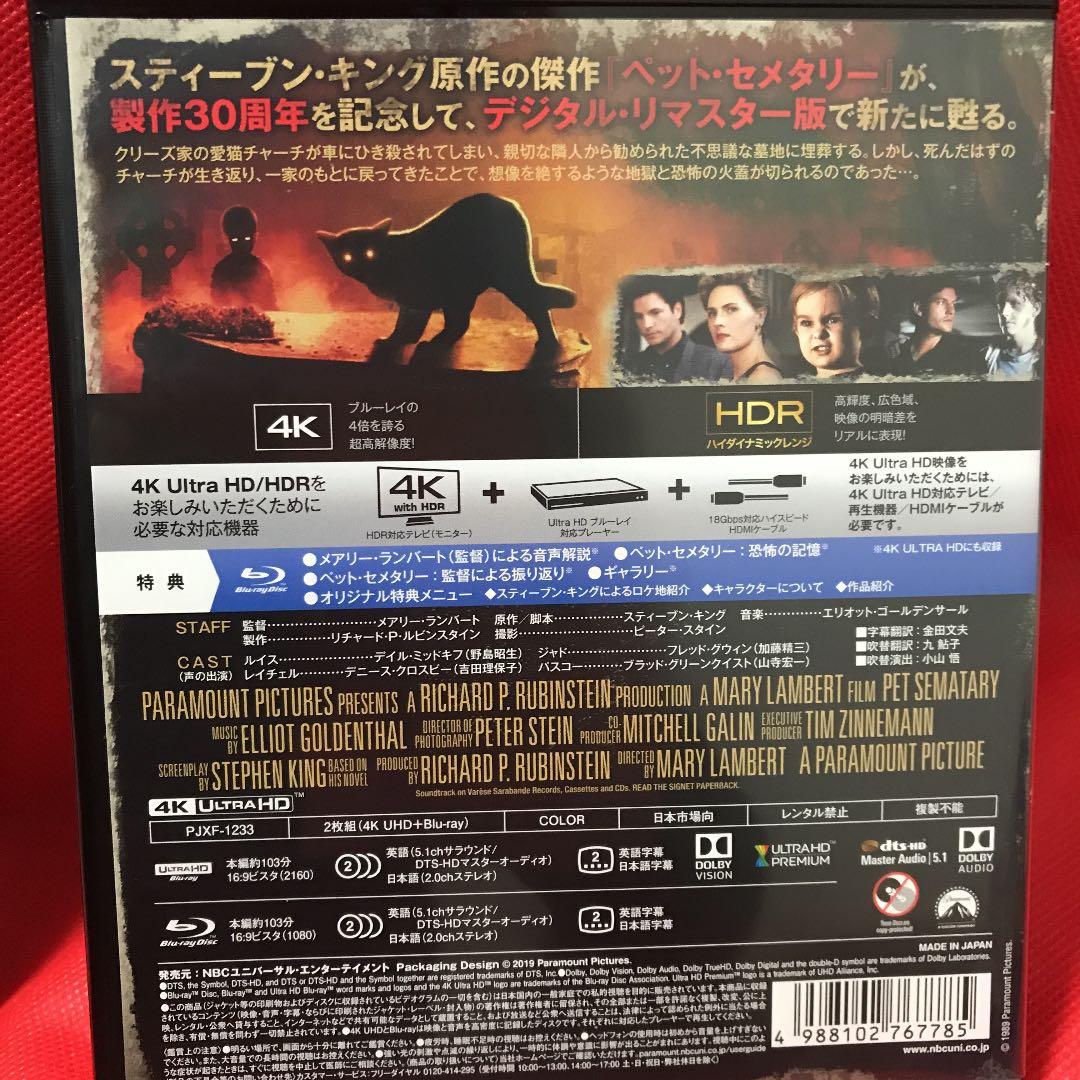 スティーブン・キング原作の傑作『ペット・セメタリー』が、
製作30周年を記念して、デジタル・リマスター版で新たに甦る。
クリーズ家の愛猫チャーチが車にひき殺されてしまい、親切な隣人から勧められた不思議な墓地に埋葬する。しかし、死んだはずの
チャーチが生き返り、一家のもとに戻ってきたことで、想像を絶するような地獄と恐怖の火蓋が切られるのであった…。
4K
ブルーレイの
4倍を誇る
超高解像度!
HDR
ハイダイナミックレンジ
高輝度、広色域、
映像の明暗差を
リアルに表現!
4K Ultra HD/HDRを
お楽しみいただくために
必要な対応機器
4K
with HDR
HDR対応テレビ(モニター)
+
Ultra HD ブルーレイ
対応プレーヤー
+
18Gbps対応ハイスピード
HDMIケーブル
4K Ultra HD/HDR映像を
お楽しみいただくためには、
4K Ultra HD対応テレビ/
再生機器/HDMIケーブルが
必要です。
特典
Blu-ray Disc
●メアリー・ランバート(監督)による音声解説※ ●ペット・セメタリー:恐怖の記憶※ ※4K ULTRA HDにも収録
●ペット・セメタリー:監督による振り返り※ ●ギャラリー※
●オリジナル特典メニュー ◆スティーブン・キングによるロケ地紹介 ◆キャラクターについて ◆作品紹介
STAFF 監督…メアリー・ランバート 原作/脚本…スティーブン・キング 音楽…エリオット・ゴールデンサール
製作…リチャード・P・ルビンスタイン 撮影…ピーター・スタイン
■字幕翻訳:金田文夫
■吹替翻訳:九 鮎子
■吹替演出:小山 悟
CAST ルイス…デイル・ミッドキフ(野島昭生) ジャド…フレッド・グウィン(加藤精三)
(声の出演) レイチェル…デニース・クロスビー(吉田理保子) パスコー…ブラッド・グリーンクイスト(山寺宏一)
PARAMOUNT PICTURES PRESENTS A RICHARD P. RUBINSTEIN PRODUCTION A MARY LAMBERT FILM PET SEMATARY
MUSIC BY ELLIOT GOLDENTHAL DIRECTOR OF PHOTOGRAPHY PETER STEIN CO-PRODUCER MITCHELL GALIN EXECUTIVE PRODUCER TIM ZINNEMANN
SCREENPLAY BY STEPHEN KING BASED ON HIS NOVEL PRODUCED BY RICHARD P. RUBINSTEIN DIRECTED BY MARY LAMBERT A PARAMOUNT PICTURE
Soundtrack on Varèse Sarabande Records, Cassettes and CDs. READ THE SIGNET PAPERBACK.
4K ULTRA HD™
PJXF-1233 2枚組(4K UHD+Blu-ray) COLOR 日本市場向 レンタル禁止 複製不能
ULTRA HD Blu-ray
本編約103分
16:9ビスタ(2160)
2
英語(5.1chサラウンド/
DTS-HDマスターオーディオ)
日本語(2.0chステレオ)
2
英語字幕
日本語字幕
DOLBY VISION
ULTRA HD PREMIUM
dts-HD Master Audio 5.1
DOLBY AUDIO
Blu-ray Disc
本編約103分
16:9ビスタ(1080)
2
英語(5.1chサラウンド/
DTS-HDマスターオーディオ)
日本語(2.0chステレオ)
2
英語字幕
日本語字幕
These Discs are copy-protected!
MADE IN JAPAN
発売元:NBCユニバーサル・エンターテイメント Packaging Design © 2019 Paramount Pictures.
4 988102 767785
www.nbcuni.co.jp
© 1989 Paramount Pictures.